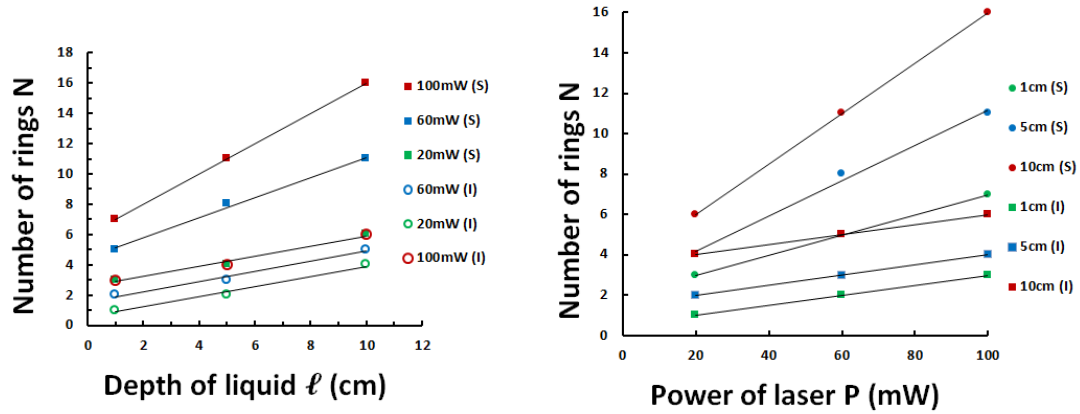 Number of rings N
18
16
14
12
10
8
6
4
2
0
0 2 4 6 8 10 12
Depth of liquid ℓ (cm)
100mW (S)
60mW (S)
20mW (S)
60mW (I)
20mW (I)
100mW (I)
Number of rings N
16
14
12
10
8
6
4
2
0
0 20 40 60 80 100
Power of laser P (mW)
1cm (S)
5cm (S)
10cm (S)
1cm (I)
5cm (I)
10cm (I)